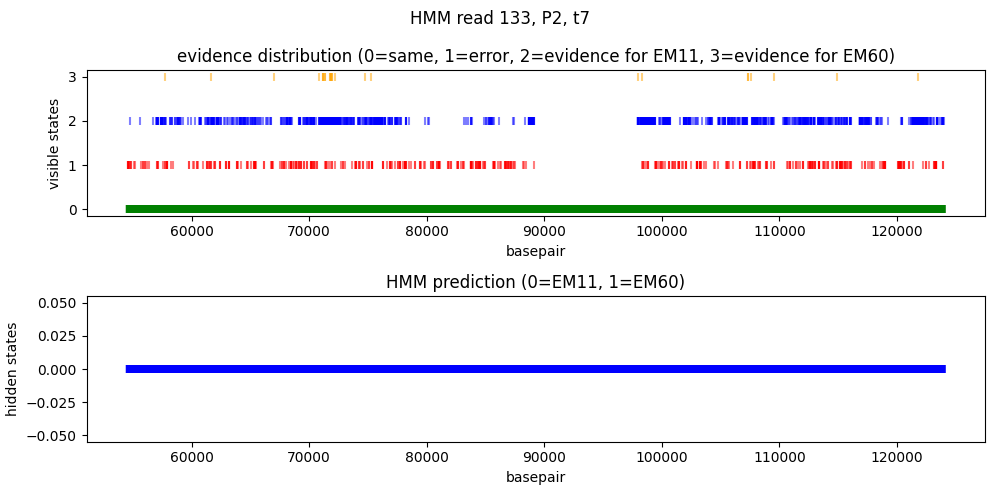 HMM read 133, P2, t7
evidence distribution (0=same, 1=error, 2=evidence for EM11, 3=evidence for EM60)
visible states
3
2
1
0
60000 70000 80000 90000 100000 110000 120000
basepair
HMM prediction (0=EM11, 1=EM60)
hidden states
0.050
0.025
0.000
−0.025
−0.050
60000 70000 80000 90000 100000 110000 120000
basepair